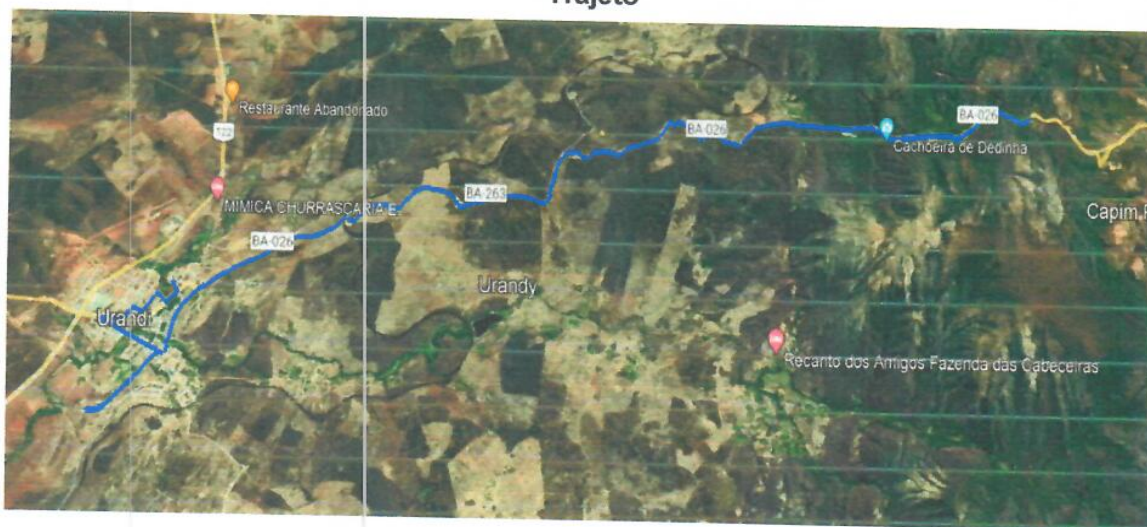 Trajeto
Restaurante Abandonado
122
MIMICA CHURRASCARIA E
BA-026
BA-263
BA-026
BA-026
Cachoeira de Dedinha
Capim
Urandi
Urandy
Recanto dos Amigos Fazenda das Cabeceiras